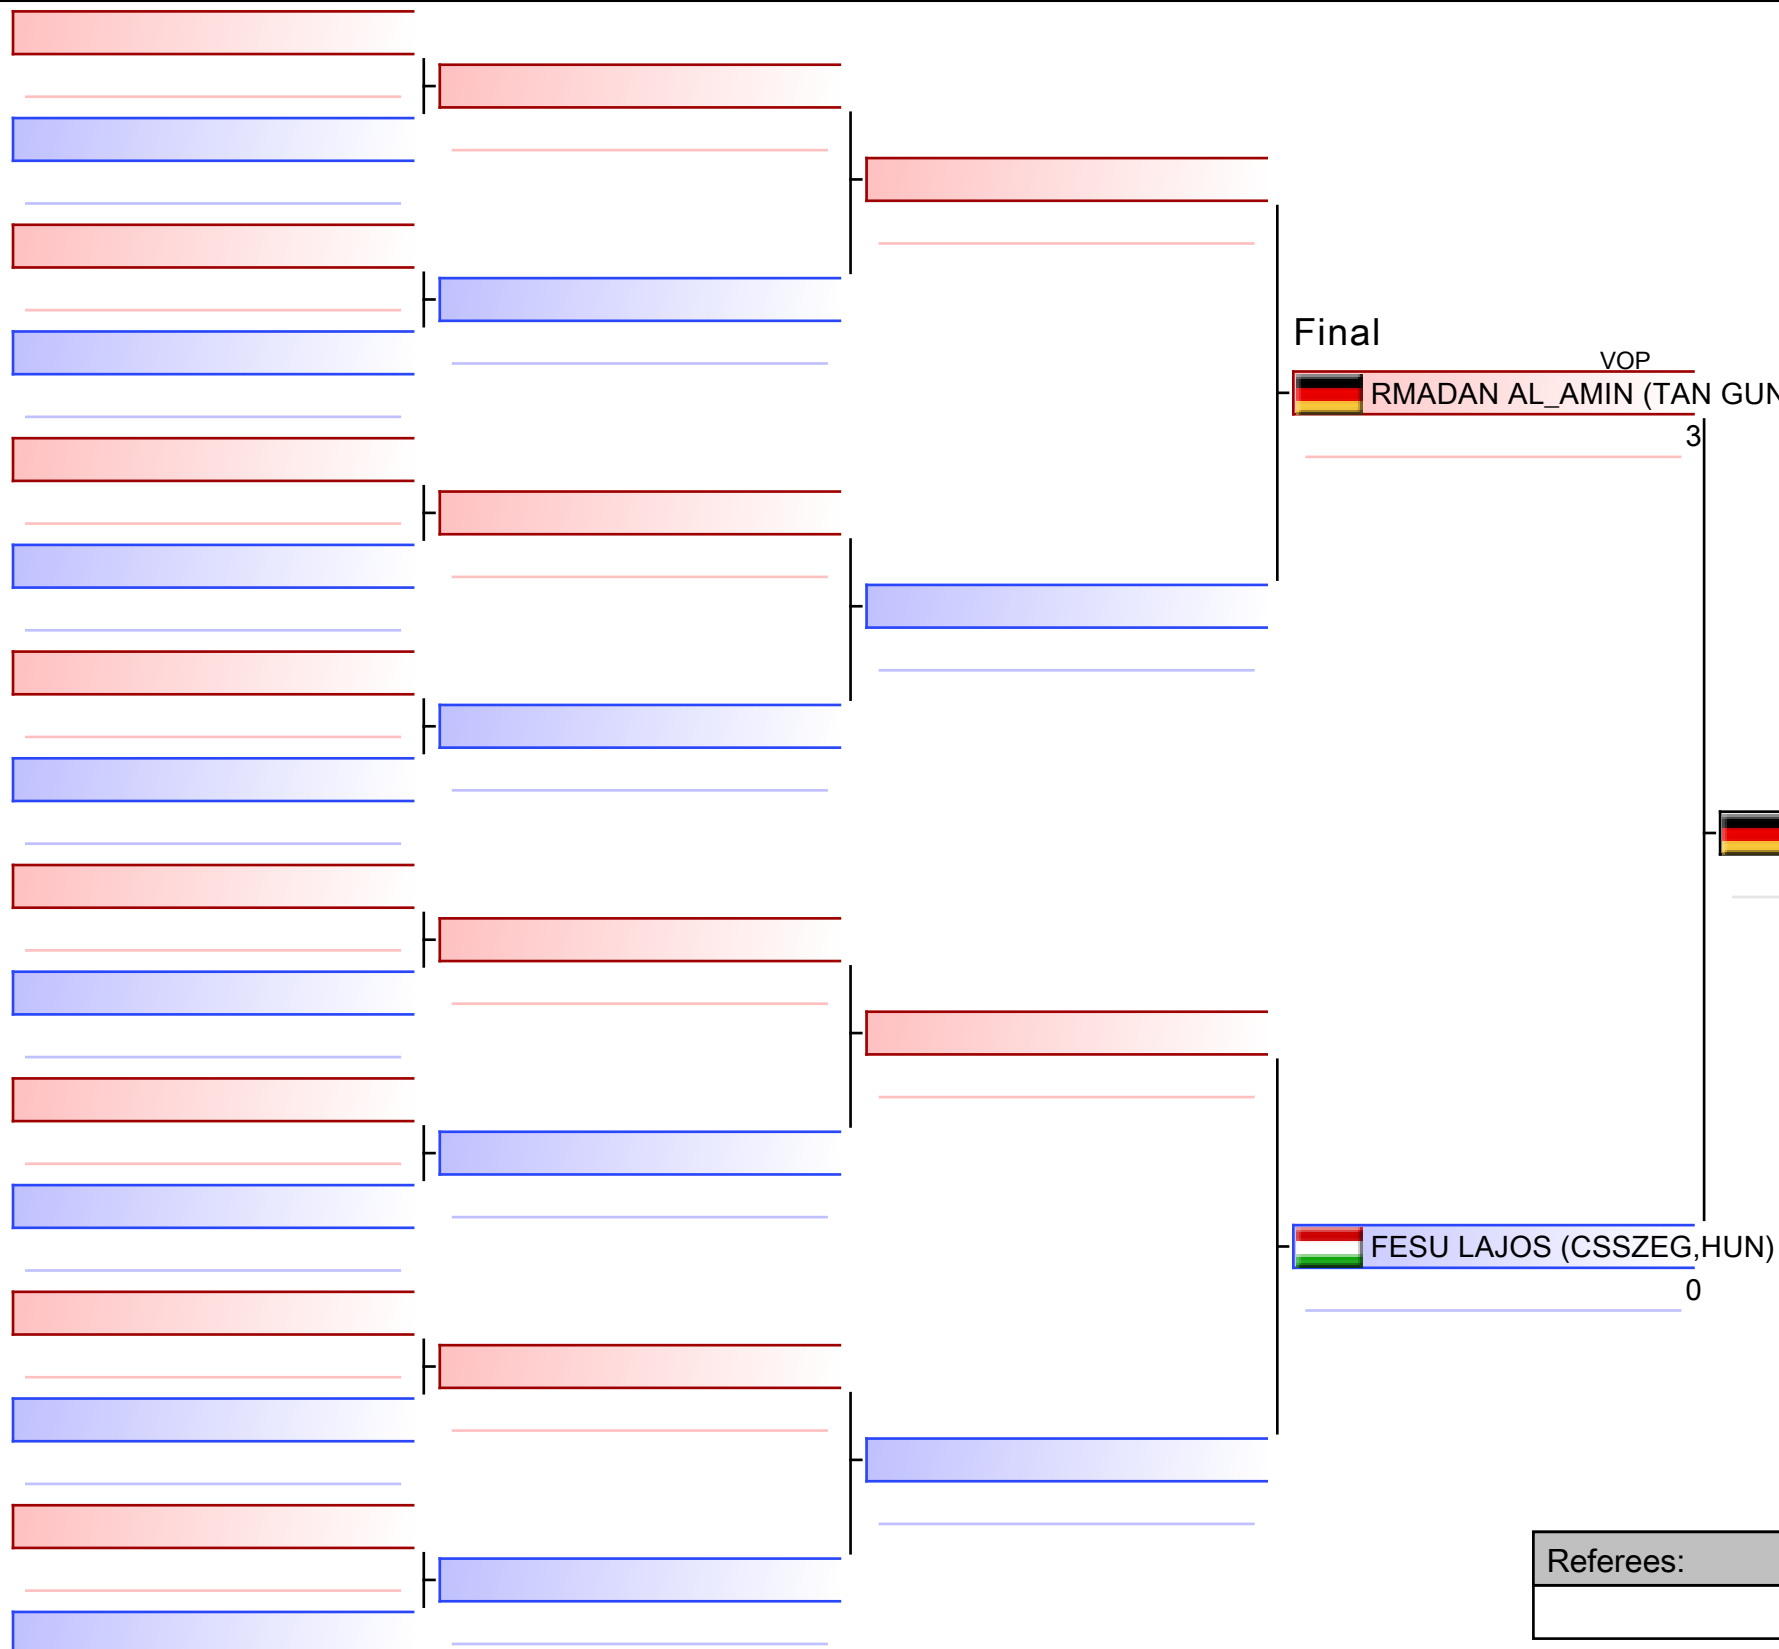 Final
VOP
RMADAN AL_AMIN (TAN GUN
3
FESU LAJOS (CSSZEG,HUN)
0
Referees: